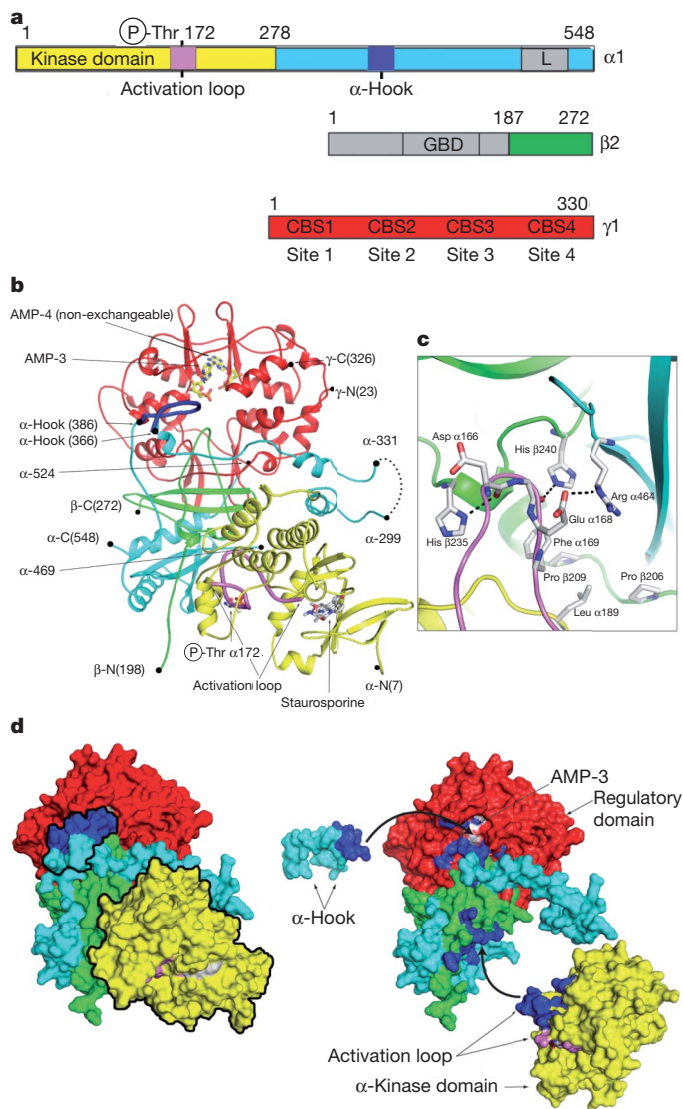 a
1
P -Thr 172
278
548
Kinase domain
L
α1
Activation loop
α-Hook
1
187
272
GBD
β2
1
330
CBS1 CBS2 CBS3 CBS4
γ1
Site 1 Site 2 Site 3 Site 4
b
AMP-4 (non-exchangeable)
AMP-3
γ-C(326)
γ-N(23)
α-Hook (386)
α-Hook (366)
α-331
α-524
β-C(272)
α-C(548)
α-299
α-469
P -Thr α172
β-N(198)
Activation loop
α-N(7)
Staurosporine
c
Asp α166
His β240
Arg α464
Glu α168
His β235
Phe α169
Pro β209
Pro β206
Leu α189
d
AMP-3
Regulatory
domain
α-Hook
Activation loop
α-Kinase domain